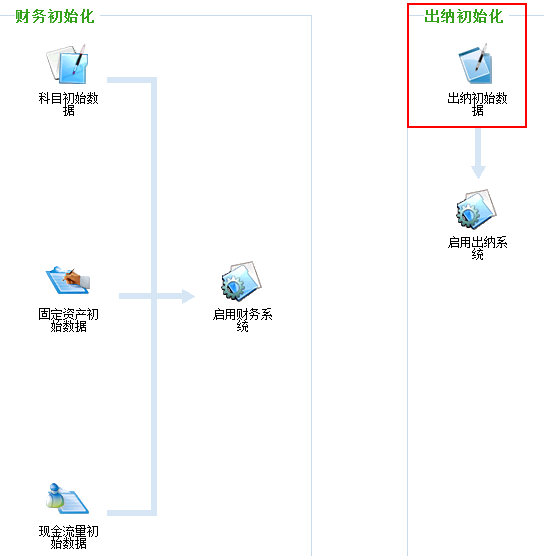 财务初始化
科目初始数
据
固定资产初
始数据
启用财务系
统
现金流量初
始数据
出纳初始化
出纳初始数
据
启用出纳系
统